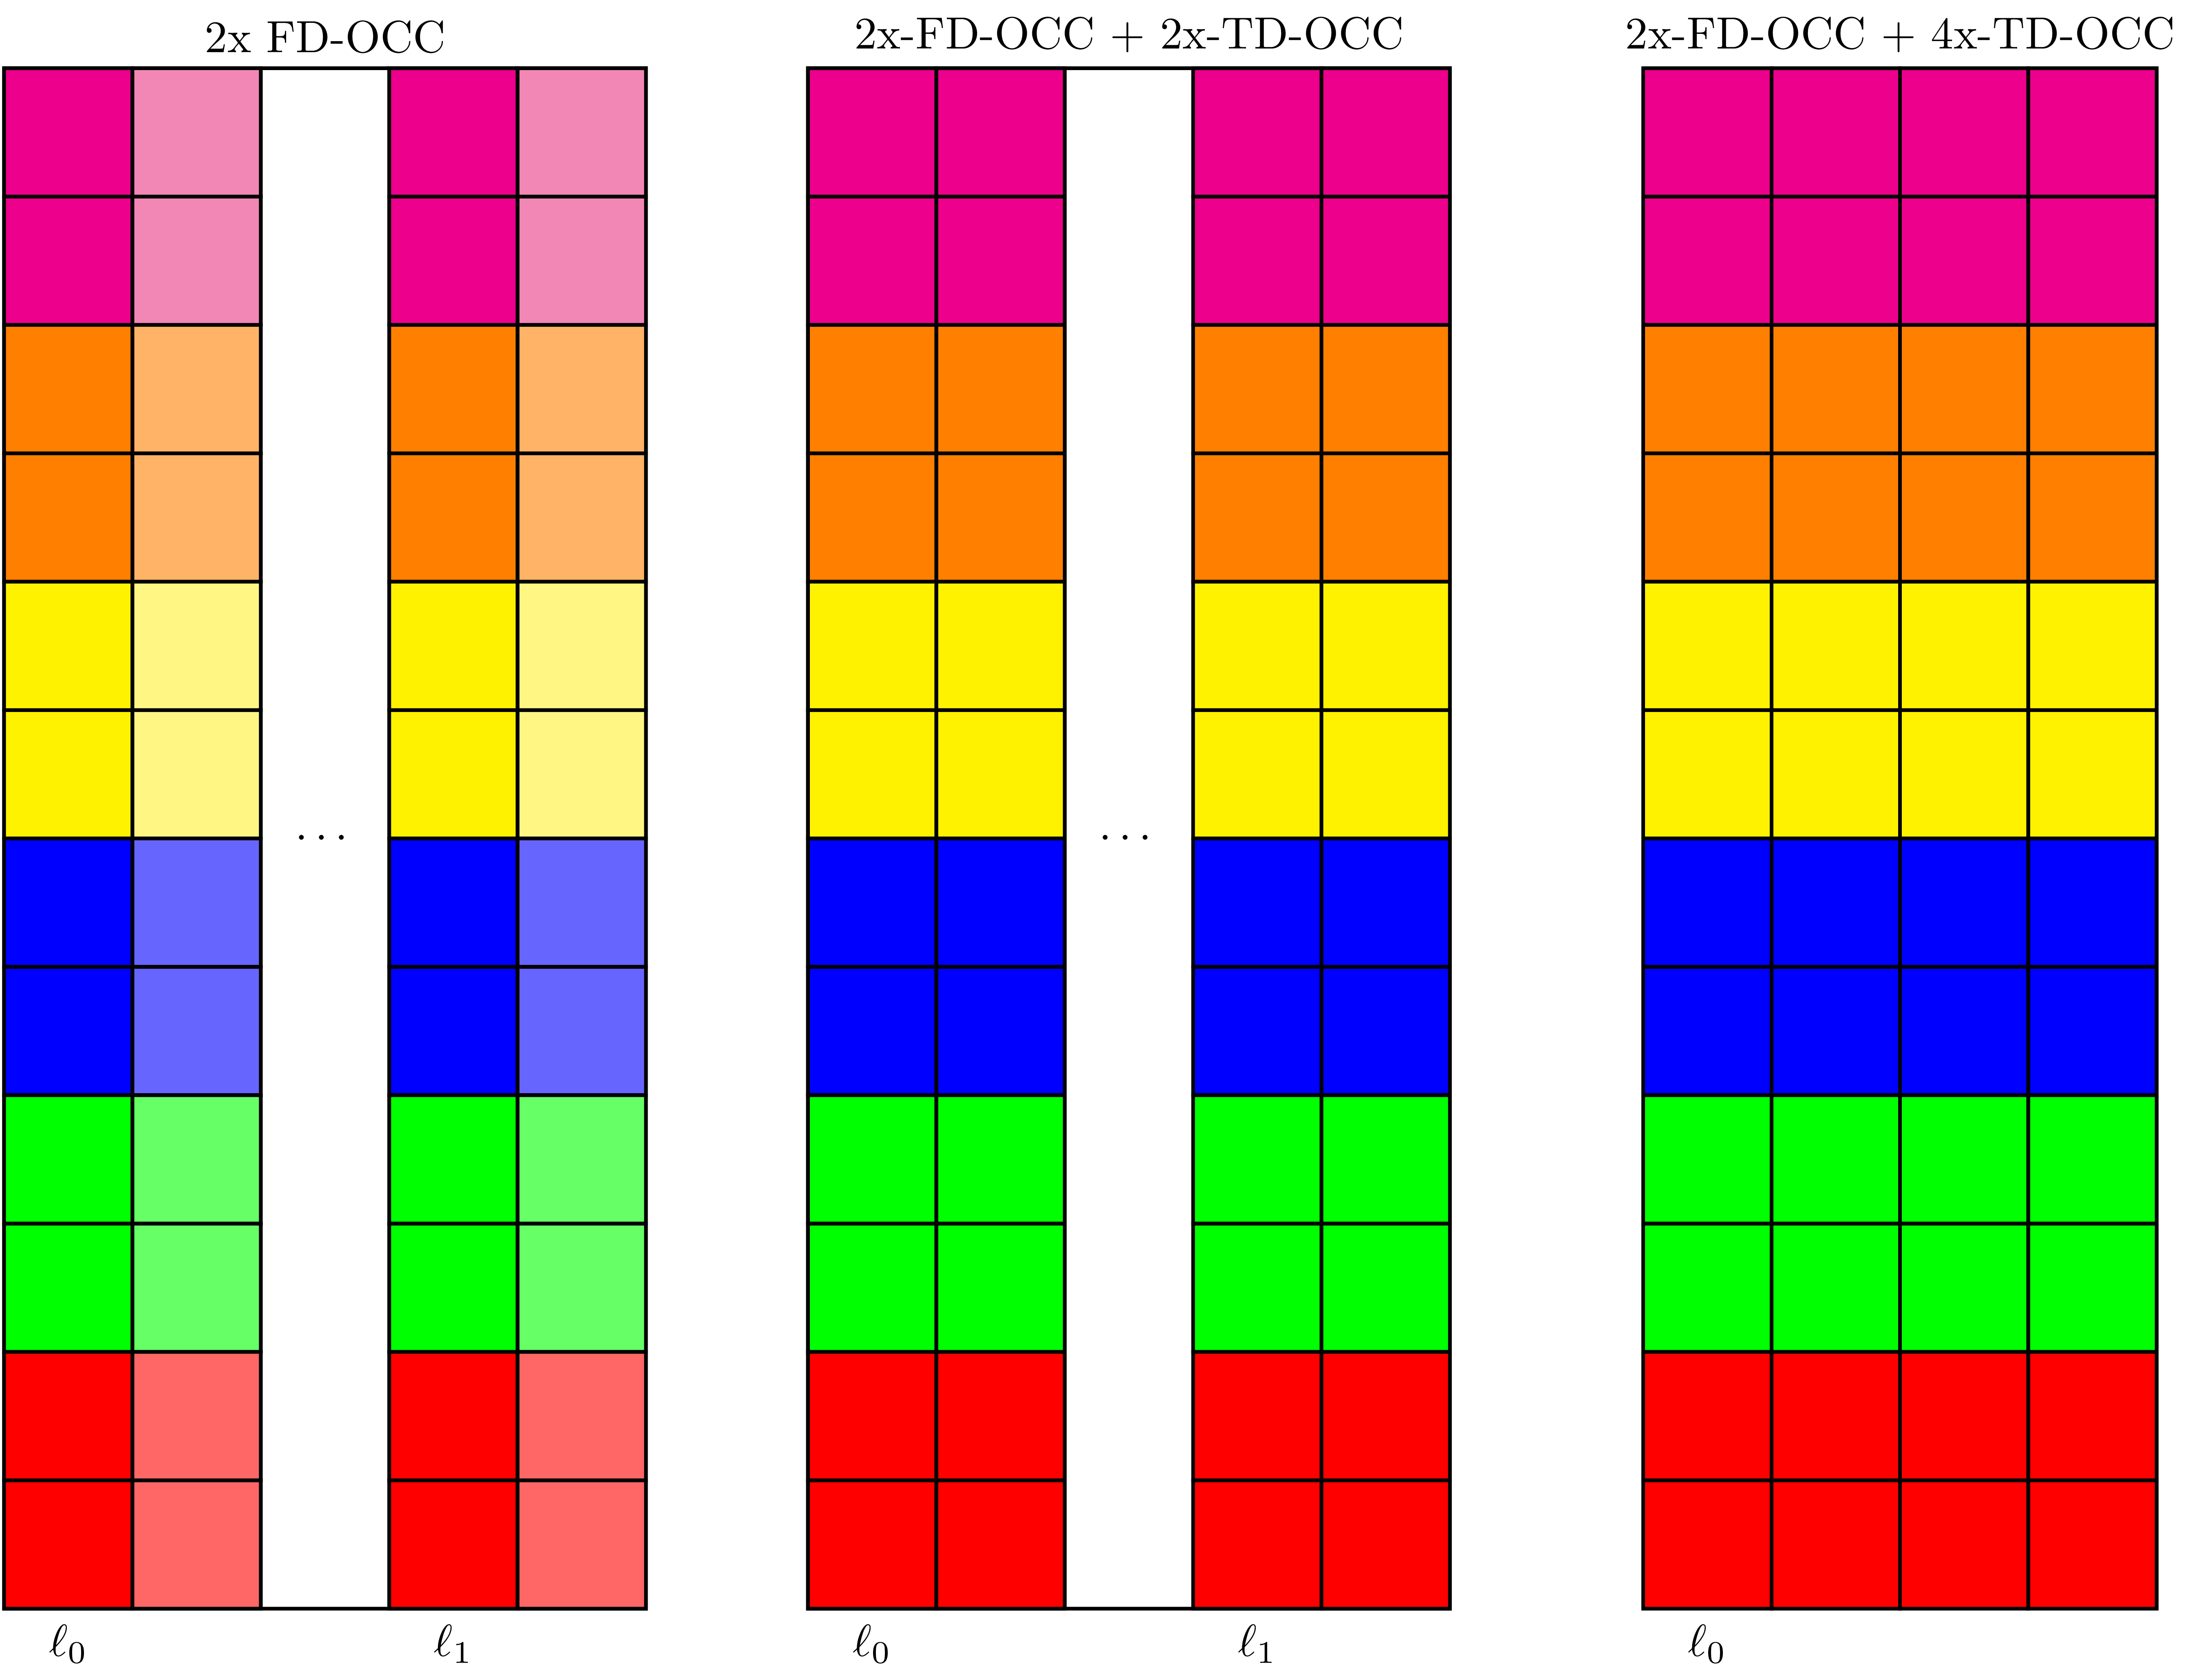 2x FD-OCC
2x-FD-OCC + 2x-TD-OCC
2x-FD-OCC + 4x-TD-OCC
...
...
ℓ₀
ℓ₁
ℓ₀
ℓ₁
ℓ₀